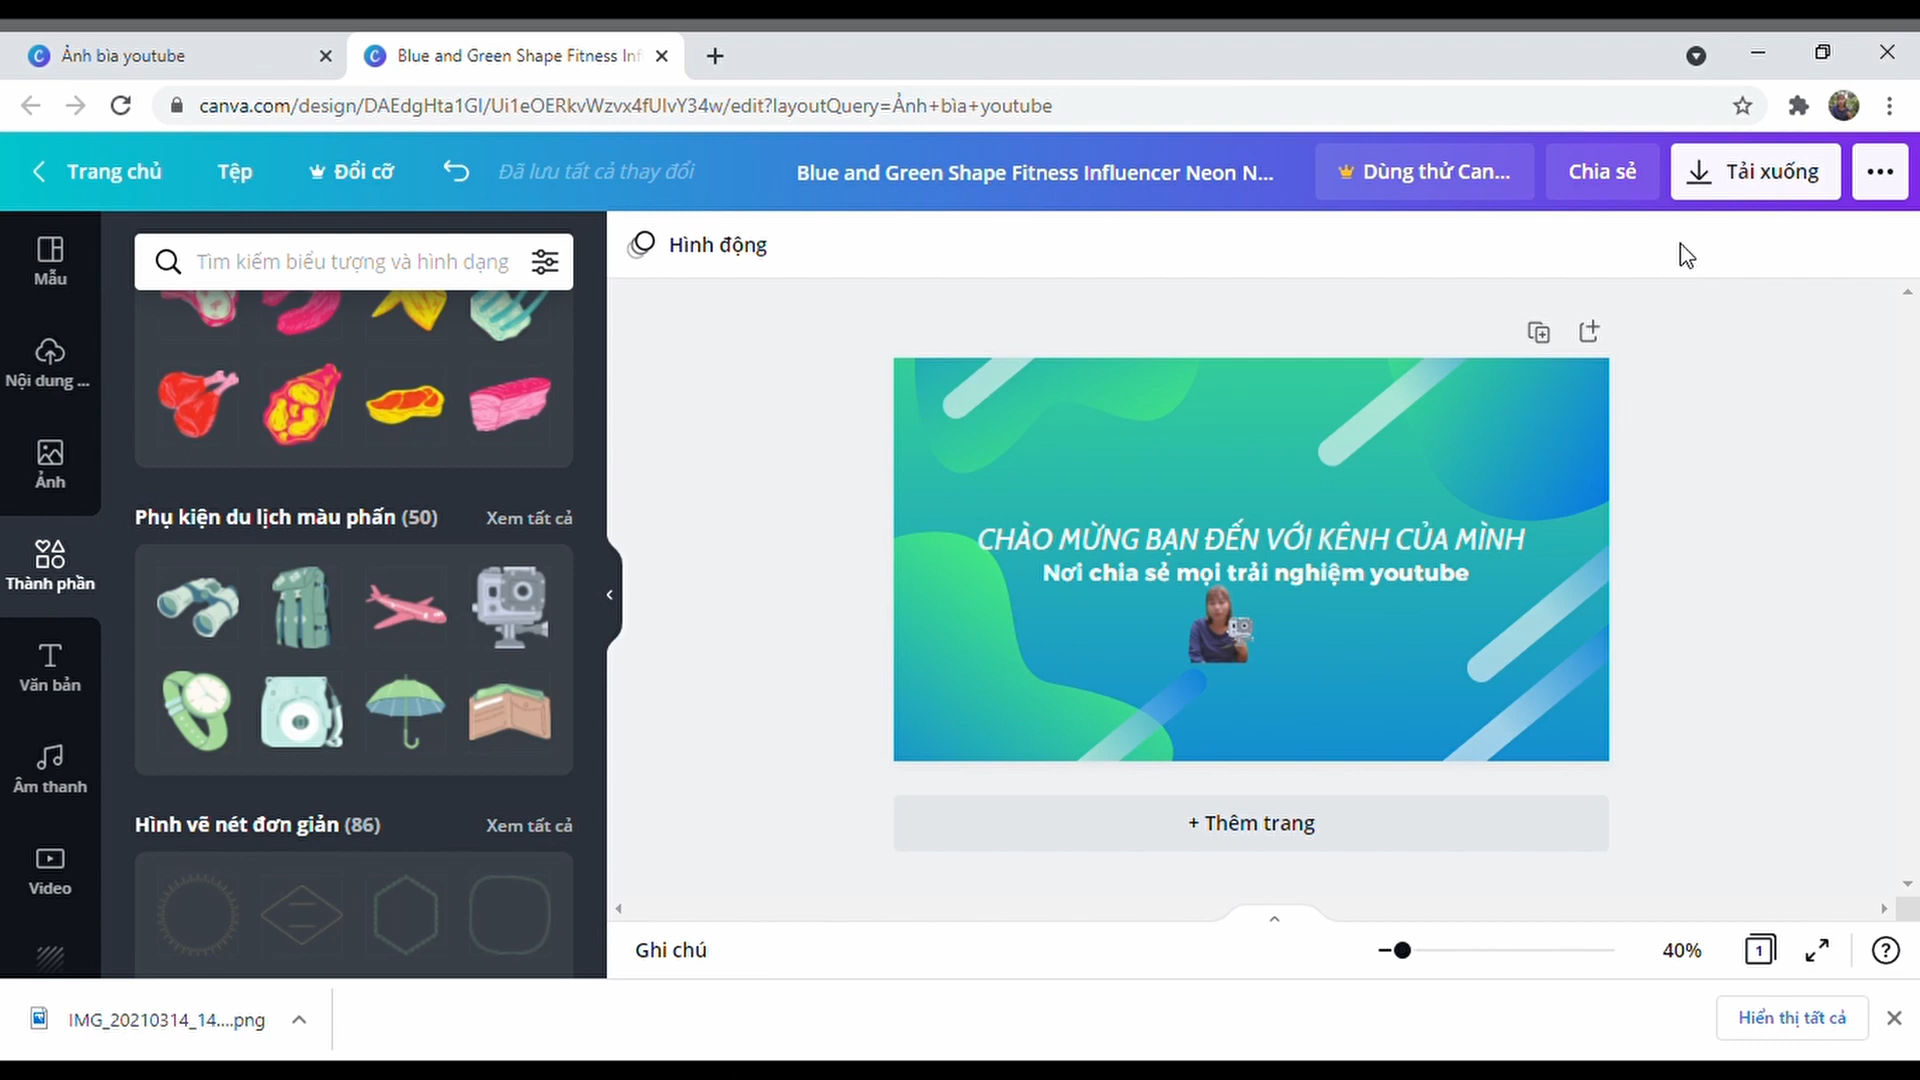 Ảnh bìa youtube
Blue and Green Shape Fitness Inf
canva.com/design/DAEdgHta1GI/Ui1eOERkvWzvx4fUIvY34w/edit?layoutQuery=Ảnh+bìa+youtube
Trang chủ
Tệp
Đổi cỡ
Đã lưu tất cả thay đổi
Blue and Green Shape Fitness Influencer Neon N...
Dùng thử Can...
Chia sẻ
Tải xuống
Mẫu
Nội dung ...
Ảnh
Thành phần
Văn bản
Âm thanh
Video
Tìm kiếm biểu tượng và hình dạng
Phụ kiện du lịch màu phấn (50)
Xem tất cả
Hình vẽ nét đơn giản (86)
Xem tất cả
Hình động
CHÀO MỪNG BẠN ĐẾN VỚI KÊNH CỦA MÌNH
Nơi chia sẻ mọi trải nghiệm youtube
+ Thêm trang
Ghi chú
40%
1
IMG_20210314_14....png
Hiển thị tất cả